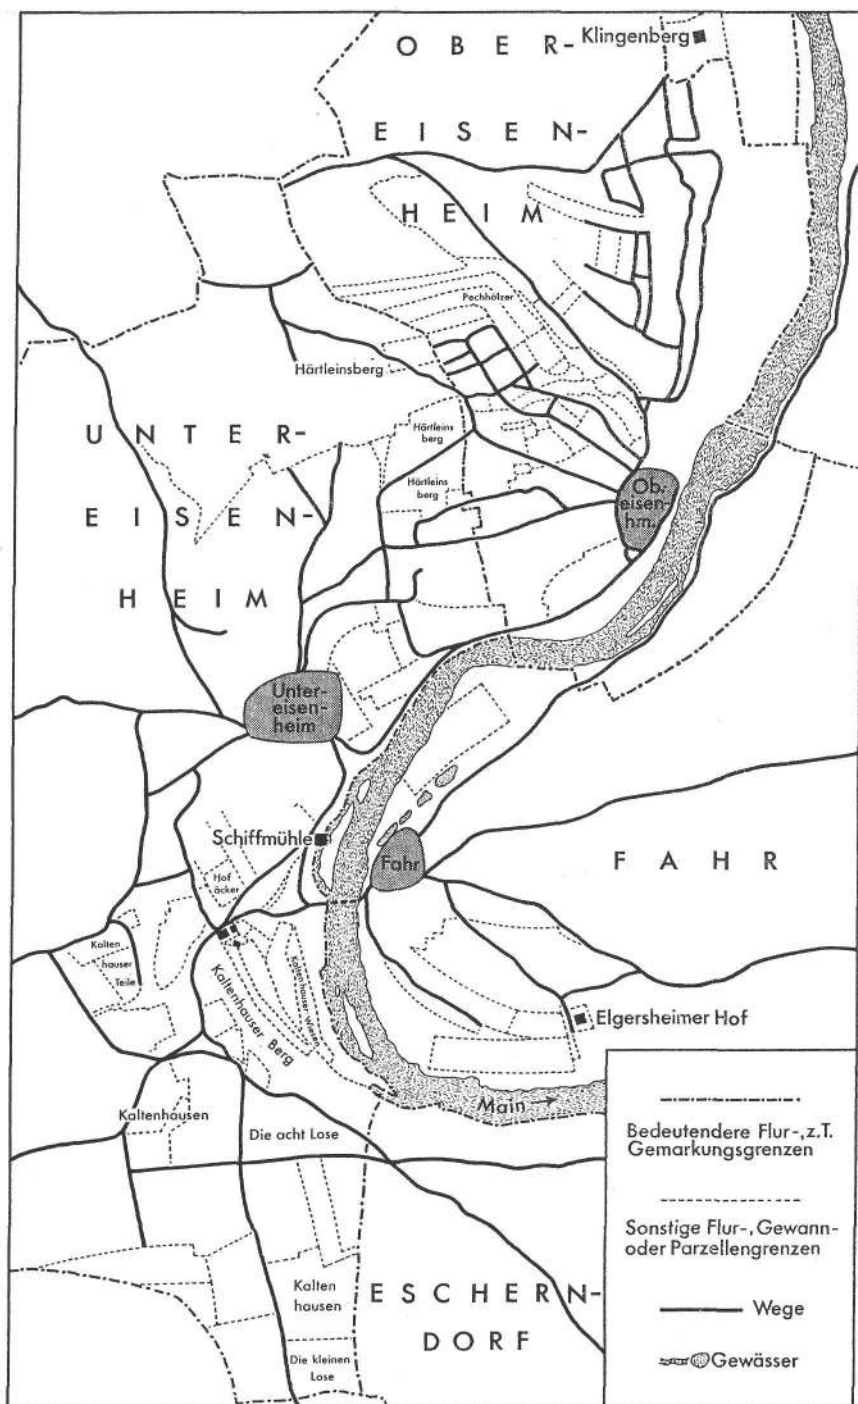 OBER-
Klingenberg
EISEN-
HEIM
Pechhölzer
Härtleinsberg
UNTER-
Härtleins
berg
Härtleins
berg
Ob.
eisen-
hm.
EISEN-
HEIM
Unter-
eisen-
heim
Schiffmühle
Fahr
FAHR
Hof
äcker
Kalten
hauser
Teile
Kaltenhauser Wiesen
Kaltenhauser Berg
Elgersheimer Hof
Main →
Kaltenhausen
Die acht Lose
Kalten
hausen
Die kleinen
Lose
ESCHERN-
DORF
Bedeutendere Flur-, z.T.
Gemarkungsgrenzen
Sonstige Flur-, Gewann-
oder Parzellengrenzen
Wege
Gewässer